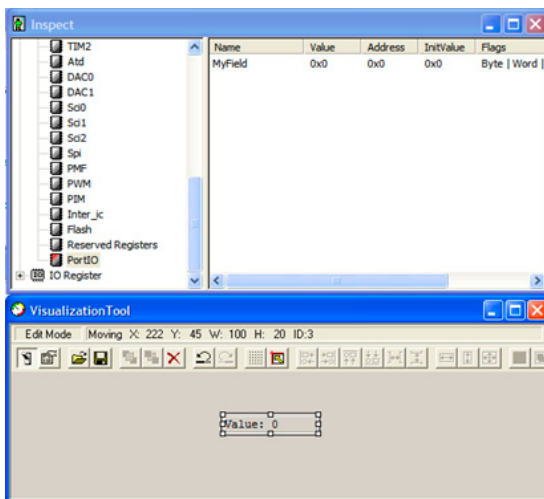 Inspect
TIM2
Atd
DAC0
DAC1
Sci0
Sci1
Sci2
Spi
PMF
PWM
PIM
Inter_ic
Flash
Reserved Registers
PortIO
IO Register
Name Value Address InitValue Flags
MyField 0x0 0x0 0x0 Byte | Word |
VisualizationTool
Edit Mode Moving X: 222 Y: 45 W: 100 H: 20 ID:3
Value: 0